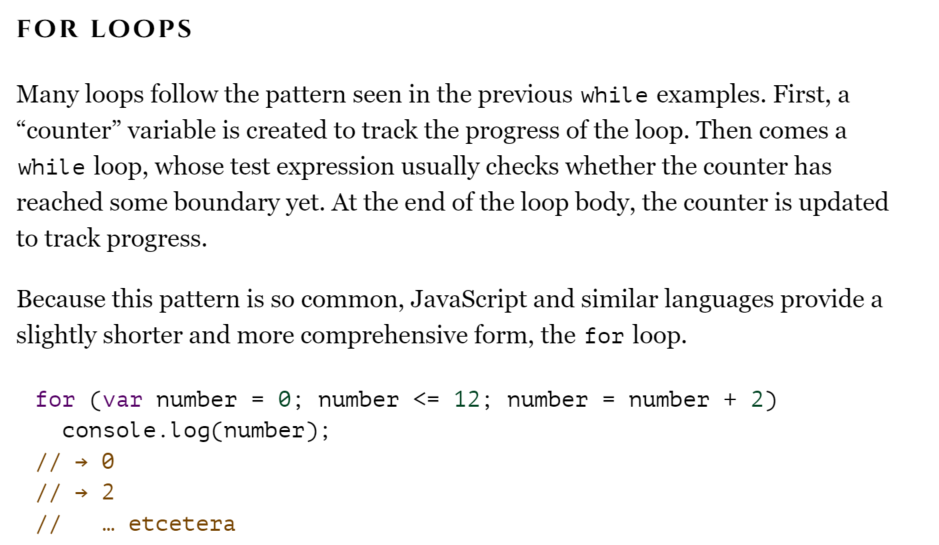 FOR LOOPS
Many loops follow the pattern seen in the previous while examples. First, a
“counter” variable is created to track the progress of the loop. Then comes a
while loop, whose test expression usually checks whether the counter has
reached some boundary yet. At the end of the loop body, the counter is updated
to track progress.
Because this pattern is so common, JavaScript and similar languages provide a
slightly shorter and more comprehensive form, the for loop.
for (var number = 0; number <= 12; number = number + 2)
  console.log(number);
// → 0
// → 2
//   … etcetera